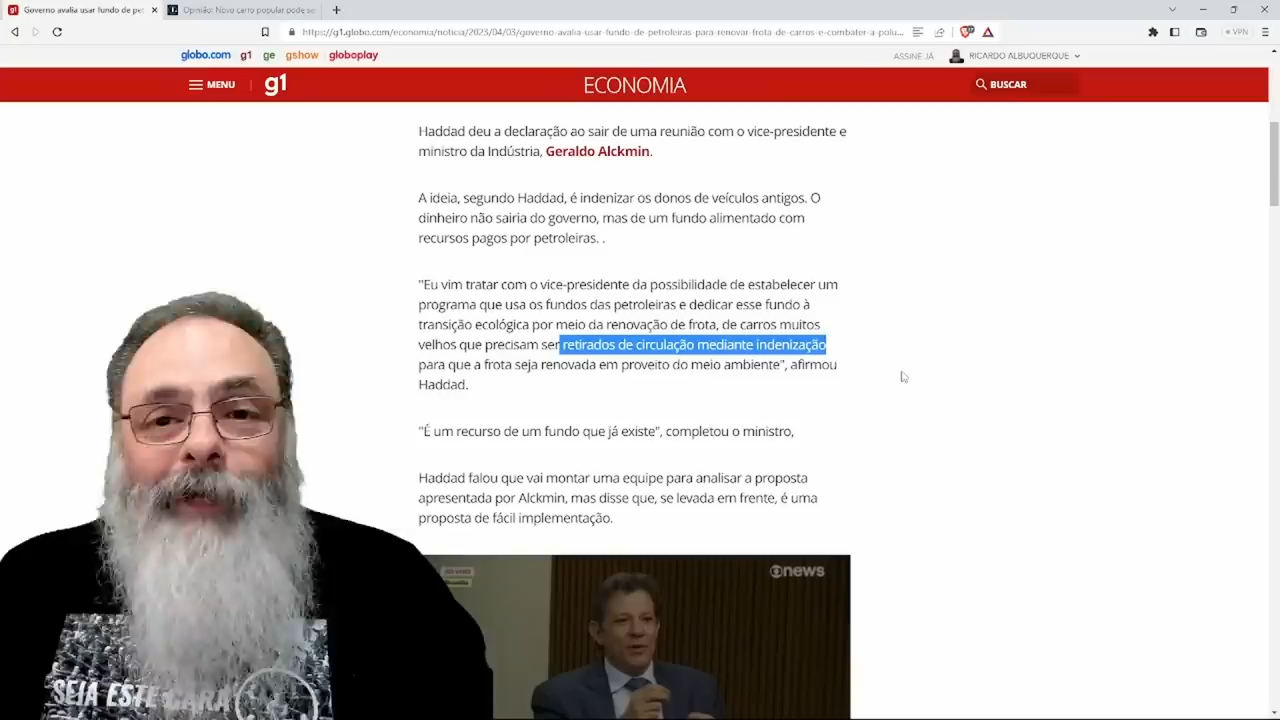 Governo avalia usar fundo de pet
Opinião: Novo carro popular pode se
https://g1.globo.com/economia/noticia/2023/04/03/governo-avalia-usar-fundo-de-petroleiras-para-renovar-frota-de-carros-e-combater-a-polu...
VPN
globo.com g1 ge gshow globoplay
ASSINE JÁ
RICARDO ALBUQUERQUE
MENU
g1
ECONOMIA
BUSCAR
Haddad deu a declaração ao sair de uma reunião com o vice-presidente e
ministro da Indústria, Geraldo Alckmin.
A ideia, segundo Haddad, é indenizar os donos de veículos antigos. O
dinheiro não sairia do governo, mas de um fundo alimentado com
recursos pagos por petroleiras. .
"Eu vim tratar com o vice-presidente da possibilidade de estabelecer um
programa que usa os fundos das petroleiras e dedicar esse fundo à
transição ecológica por meio da renovação de frota, de carros muitos
velhos que precisam ser retirados de circulação mediante indenização
para que a frota seja renovada em proveito do meio ambiente", afirmou
Haddad.
"É um recurso de um fundo que já existe", completou o ministro,
Haddad falou que vai montar uma equipe para analisar a proposta
apresentada por Alckmin, mas disse que, se levada em frente, é uma
proposta de fácil implementação.
news
SEJA ESTE CARA